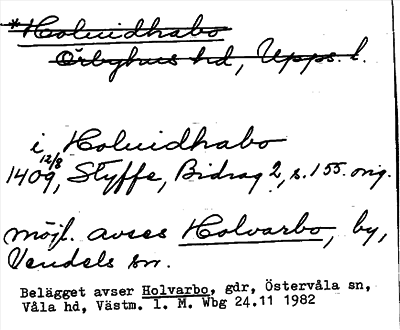 *Holuidhabo
Örbyhus hd, Upps. l.
i Holuidhabo
12/8
1409, Styffe, Bidrag 2, s. 155. orig.
möjl. avses Holvarbo, by,
Vendels sn.
Belägget avser Holvarbo, gdr, Östervåla sn,
Våla hd, Västm. l. M. Wbg 24.11 1982